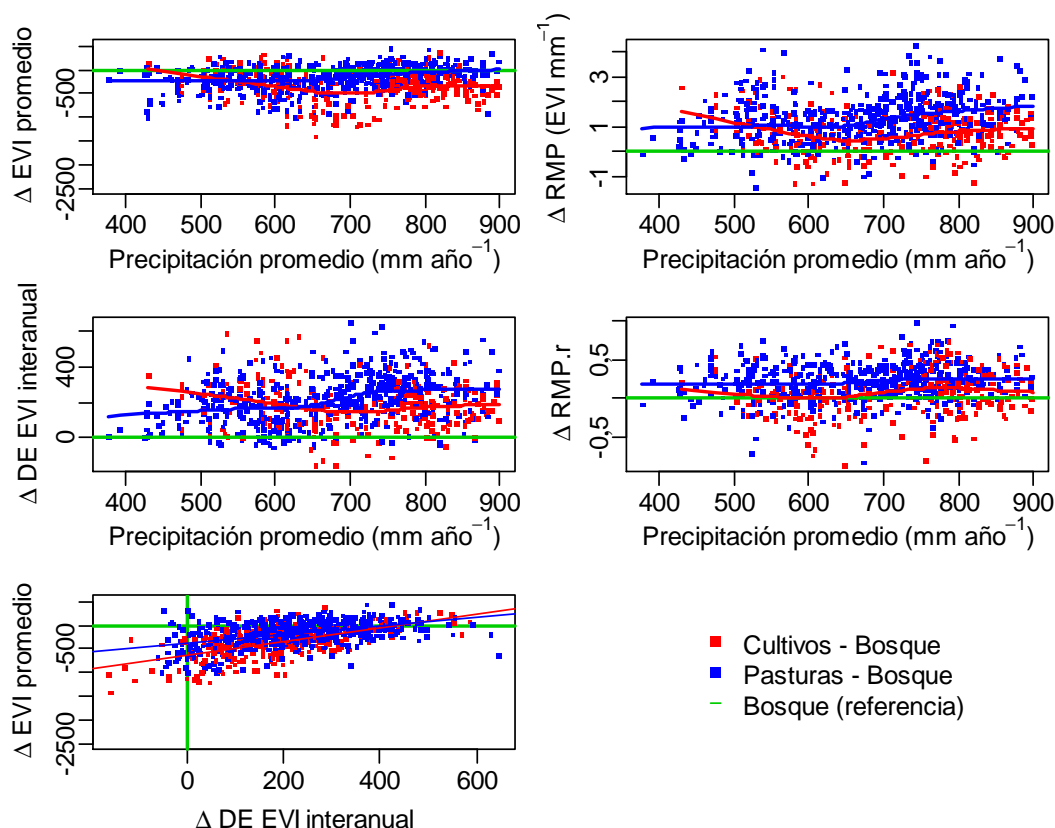 Δ EVI promedio
-500
-2500
400 500 600 700 800 900
Precipitación promedio (mm año⁻¹)
Δ RMP (EVI mm⁻¹)
3
1
-1
400 500 600 700 800 900
Precipitación promedio (mm año⁻¹)
Δ DE EVI interanual
400
0
400 500 600 700 800 900
Precipitación promedio (mm año⁻¹)
Δ RMP.r
0,5
-0,5
400 500 600 700 800 900
Precipitación promedio (mm año⁻¹)
Δ EVI promedio
-500
-2500
0 200 400 600
Δ DE EVI interanual
Cultivos - Bosque
Pasturas - Bosque
Bosque (referencia)